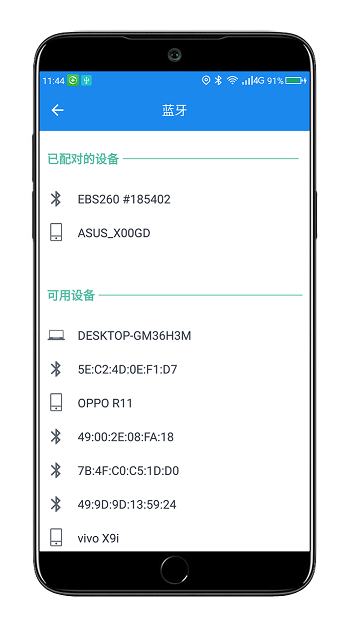 11:44 4G 91%
蓝牙
已配对的设备
EBS260 #185402
ASUS_X00GD
可用设备
DESKTOP-GM36H3M
5E:C2:4D:0E:F1:D7
OPPO R11
49:00:2E:08:FA:18
7B:4F:C0:C5:1D:D0
49:9D:9D:13:59:24
vivo X9i